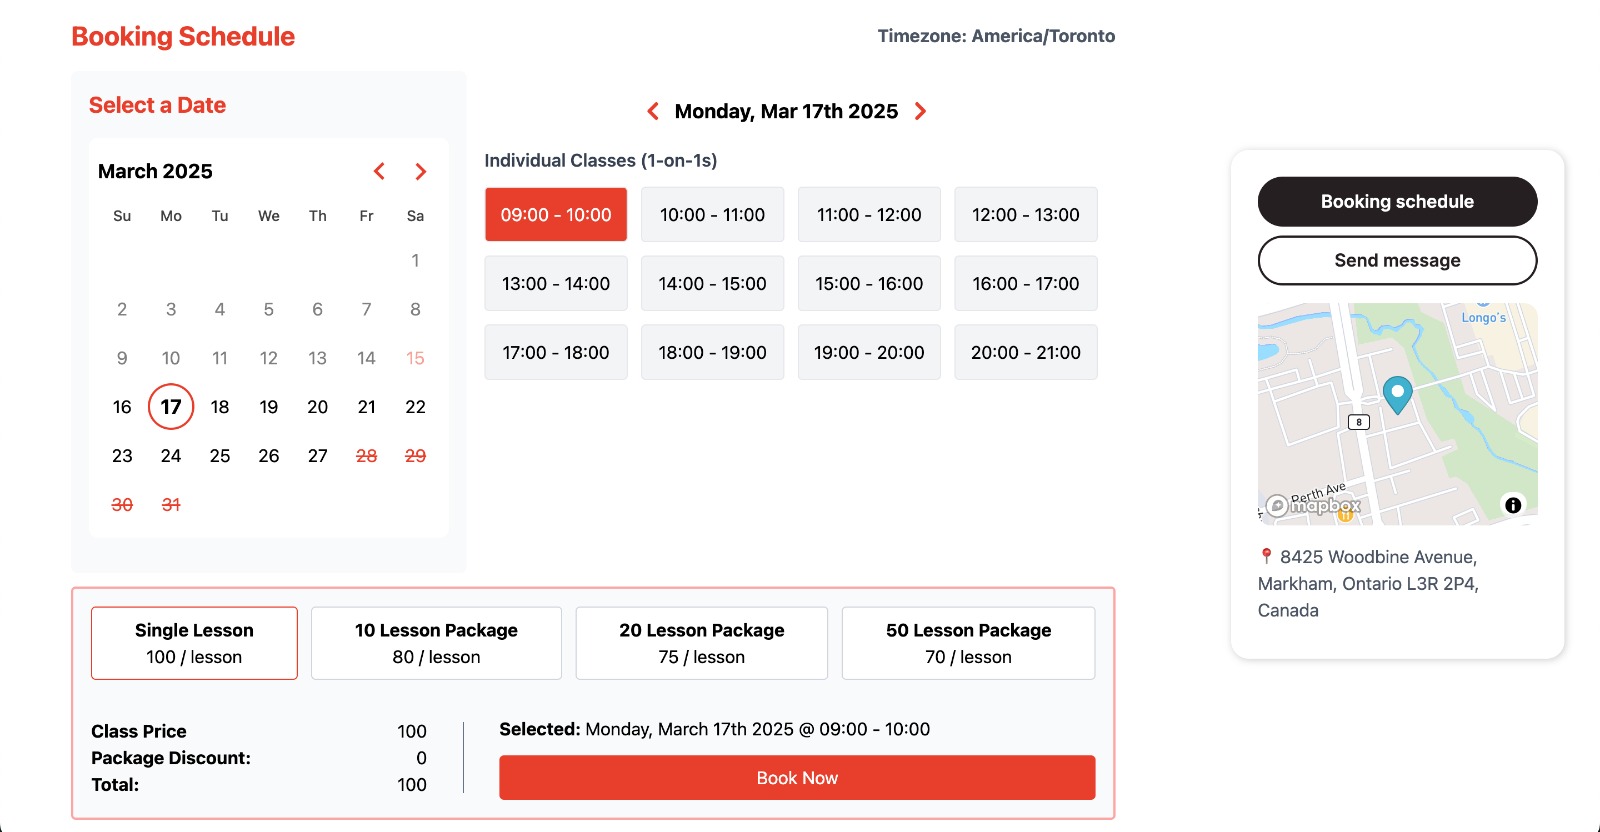 Booking Schedule
Timezone: America/Toronto
Select a Date
March 2025
Su Mo Tu We Th Fr Sa
1
2 3 4 5 6 7 8
9 10 11 12 13 14 15
16 17 18 19 20 21 22
23 24 25 26 27 28 29
30 31
Monday, Mar 17th 2025
Individual Classes (1-on-1s)
09:00 - 10:00 10:00 - 11:00 11:00 - 12:00 12:00 - 13:00
13:00 - 14:00 14:00 - 15:00 15:00 - 16:00 16:00 - 17:00
17:00 - 18:00 18:00 - 19:00 19:00 - 20:00 20:00 - 21:00
Single Lesson
100 / lesson
10 Lesson Package
80 / lesson
20 Lesson Package
75 / lesson
50 Lesson Package
70 / lesson
Class Price 100
Package Discount: 0
Total: 100
Selected: Monday, March 17th 2025 @ 09:00 - 10:00
Book Now
Booking schedule
Send message
Longo's
8
Perth Ave
mapbox
8425 Woodbine Avenue,
Markham, Ontario L3R 2P4,
Canada